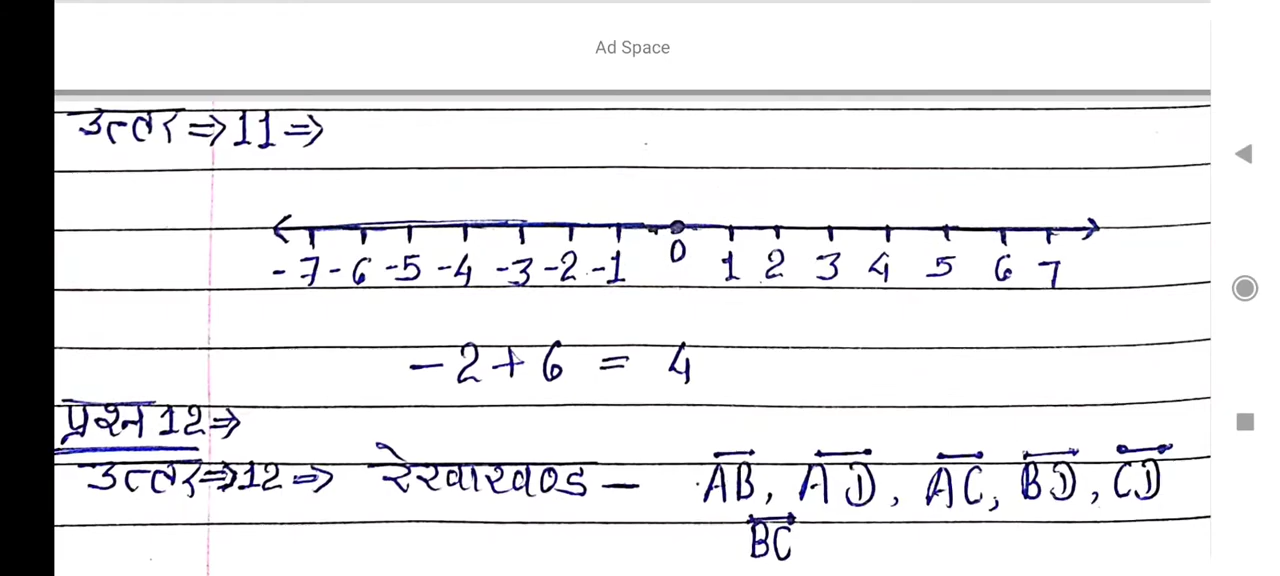 Ad Space
उत्तर ⇒ 11 ⇒
-7 -6 -5 -4 -3 -2 -1 0 1 2 3 4 5 6 7
-2 + 6 = 4
प्रश्न 12 ⇒
उत्तर ⇒ 12 ⇒ रेखाखण्ड – AB, AD, AC, BD, CD
BC